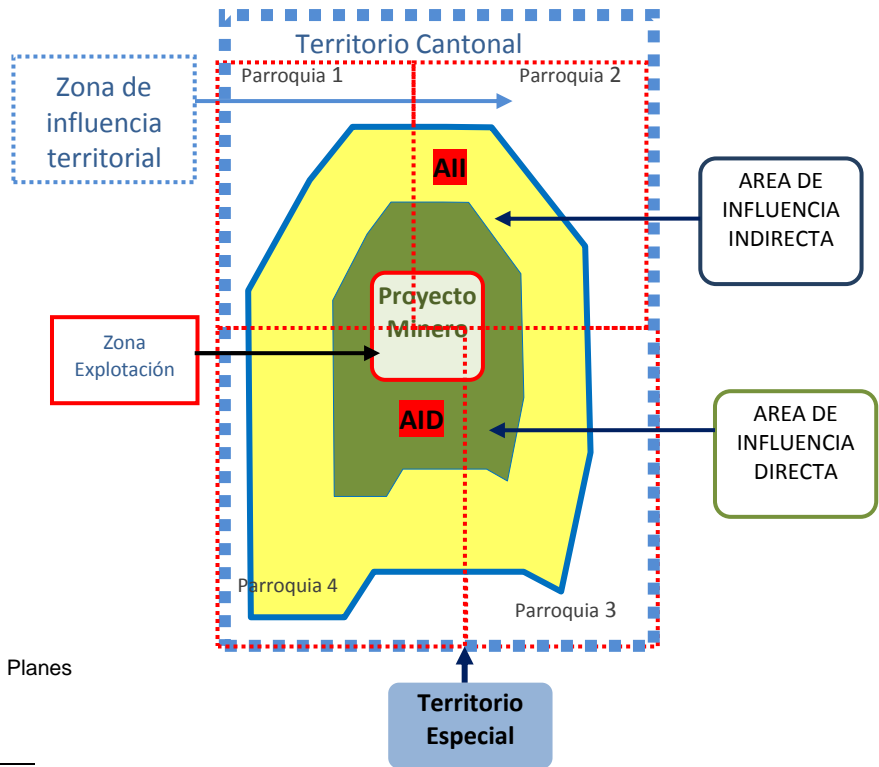 Territorio Cantonal
Parroquia 1
Parroquia 2
Zona de
influencia
territorial
AII
AREA DE
INFLUENCIA
INDIRECTA
Proyecto
Minero
Zona
Explotación
AID
AREA DE
INFLUENCIA
DIRECTA
Parroquia 4
Parroquia 3
Planes
Territorio
Especial